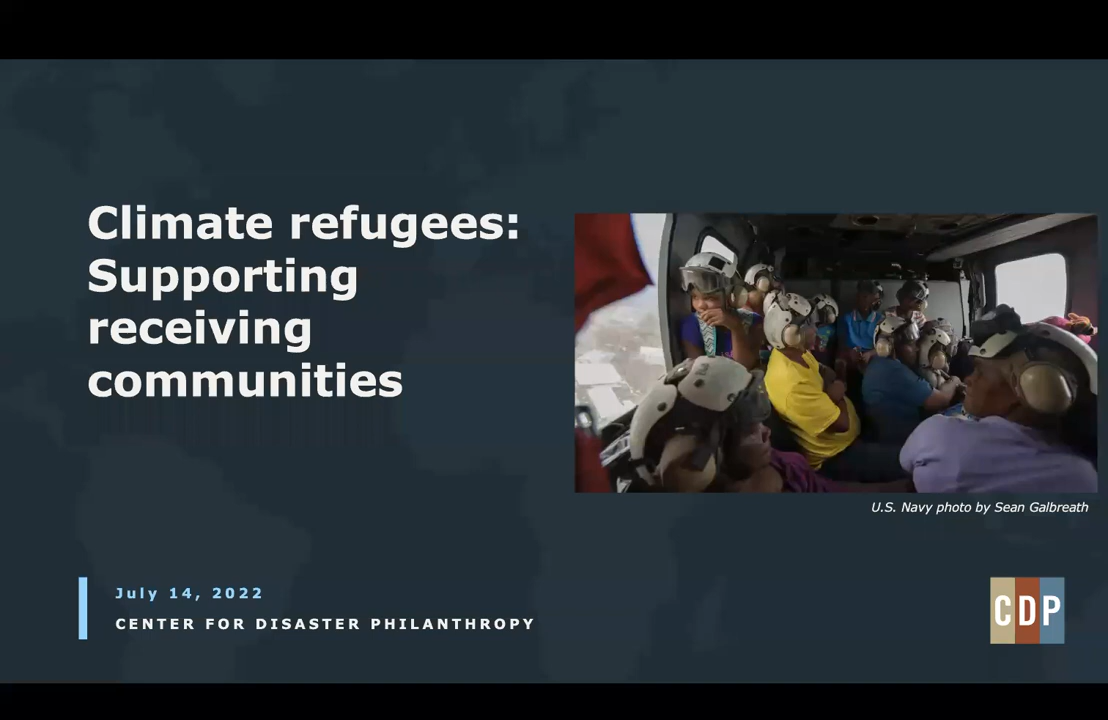 Climate refugees:
Supporting
receiving
communities
U.S. Navy photo by Sean Galbreath
July 14, 2022
CENTER FOR DISASTER PHILANTHROPY
CDP